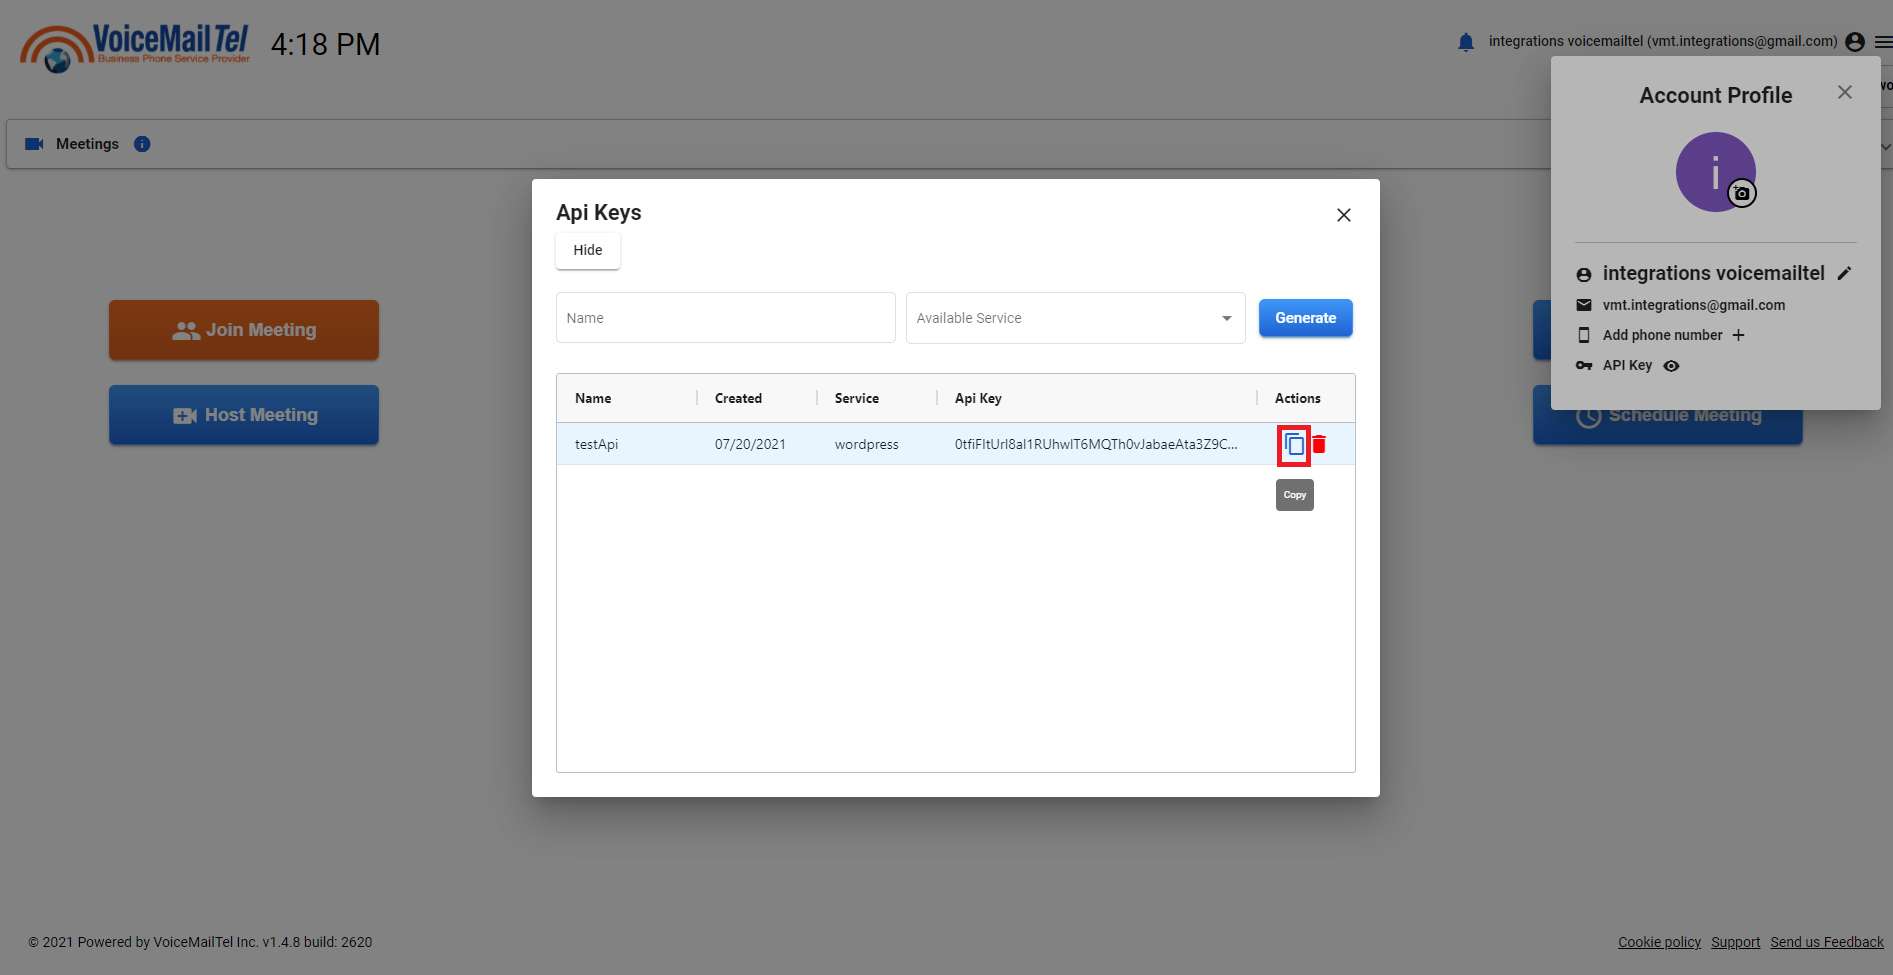 VoiceMail Tel
Business Phone Service Provider
4:18 PM
integrations voicemailtel (vmt.integrations@gmail.com)
Meetings
Join Meeting
Host Meeting
Schedule Meeting
Account Profile
i
integrations voicemailtel
vmt.integrations@gmail.com
Add phone number
API Key
Api Keys
Hide
Name
Available Service
Generate
Name Created Service Api Key Actions
testApi 07/20/2021 wordpress
Copy
© 2021 Powered by VoiceMailTel Inc. v1.4.8 build: 2620
Cookie policy Support Send us Feedback